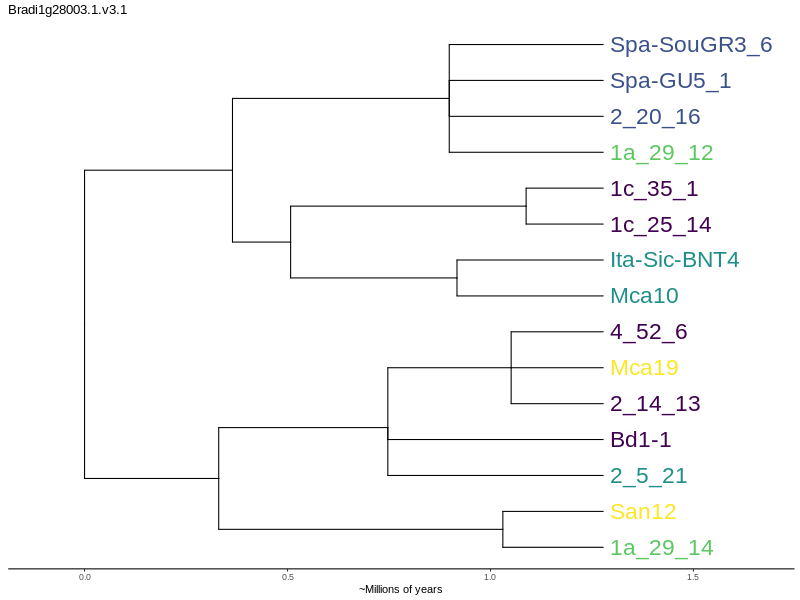 Bradi1g28003.1.v3.1
Spa-SouGR3_6
Spa-GU5_1
2_20_16
1a_29_12
1c_35_1
1c_25_14
Ita-Sic-BNT4
Mca10
4_52_6
Mca19
2_14_13
Bd1-1
2_5_21
San12
1a_29_14
0.0 0.5 1.0 1.5
~Millions of years